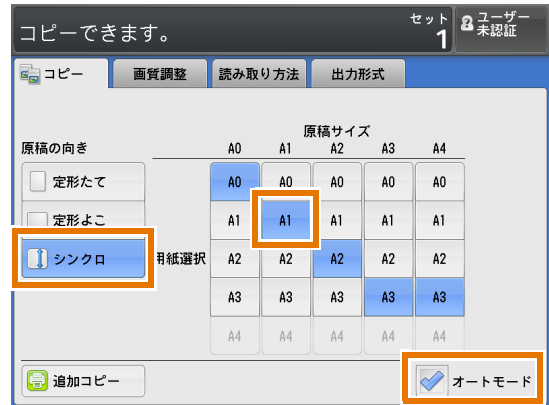 コピーできます。
セット
1
ユーザー
未認証
コピー 画質調整 読み取り方法 出力形式
原稿サイズ
原稿の向き A0 A1 A2 A3 A4
定形たて A0 A0 A0 A0 A0
定形よこ A1 A1 A1 A1 A1
シンクロ 用紙選択 A2 A2 A2 A2 A2
A3 A3 A3 A3 A3
A4 A4 A4 A4 A4
追加コピー オートモード